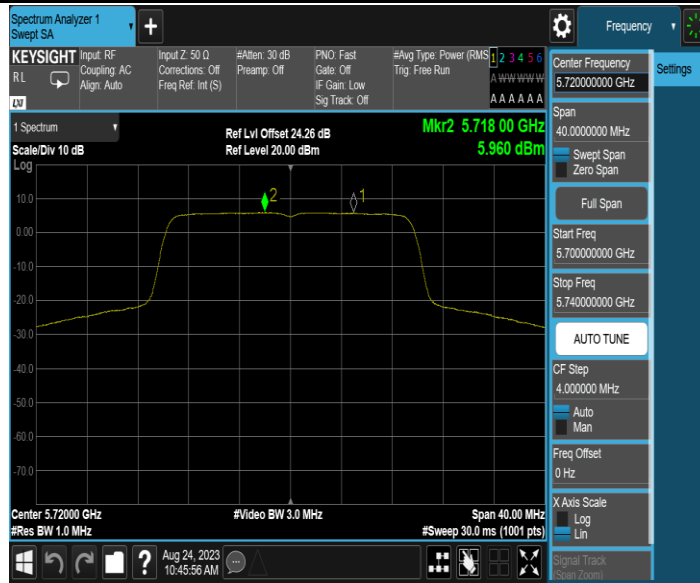 Spectrum Analyzer 1
Swept SA
Frequency
KEYSIGHT
RL
LXI
Input: RF
Coupling: AC
Align: Auto
Input Z: 50 Ω
Corrections: Off
Freq Ref: Int (S)
#Atten: 30 dB
Preamp: Off
PNO: Fast
Gate: Off
IF Gain: Low
Sig Track: Off
#Avg Type: Power (RMS
Trig: Free Run
1 2 3 4 5 6
A W W W W W
A A A A A A
1 Spectrum
Scale/Div 10 dB
Log
Ref Lvl Offset 24.26 dB
Ref Level 20.00 dBm
Mkr2 5.718 00 GHz
5.960 dBm
2
1
10.0
0.00
-10.0
-20.0
-30.0
-40.0
-50.0
-60.0
-70.0
Center 5.72000 GHz
#Res BW 1.0 MHz
#Video BW 3.0 MHz
Span 40.00 MHz
#Sweep 30.0 ms (1001 pts)
?
Aug 24, 2023
10:45:56 AM
Center Frequency
5.720000000 GHz
Settings
Span
40.0000000 MHz
Swept Span
Zero Span
Full Span
Start Freq
5.700000000 GHz
Stop Freq
5.740000000 GHz
AUTO TUNE
CF Step
4.000000 MHz
Auto
Man
Freq Offset
0 Hz
X Axis Scale
Log
Lin
Signal Track
(Span Zoom)